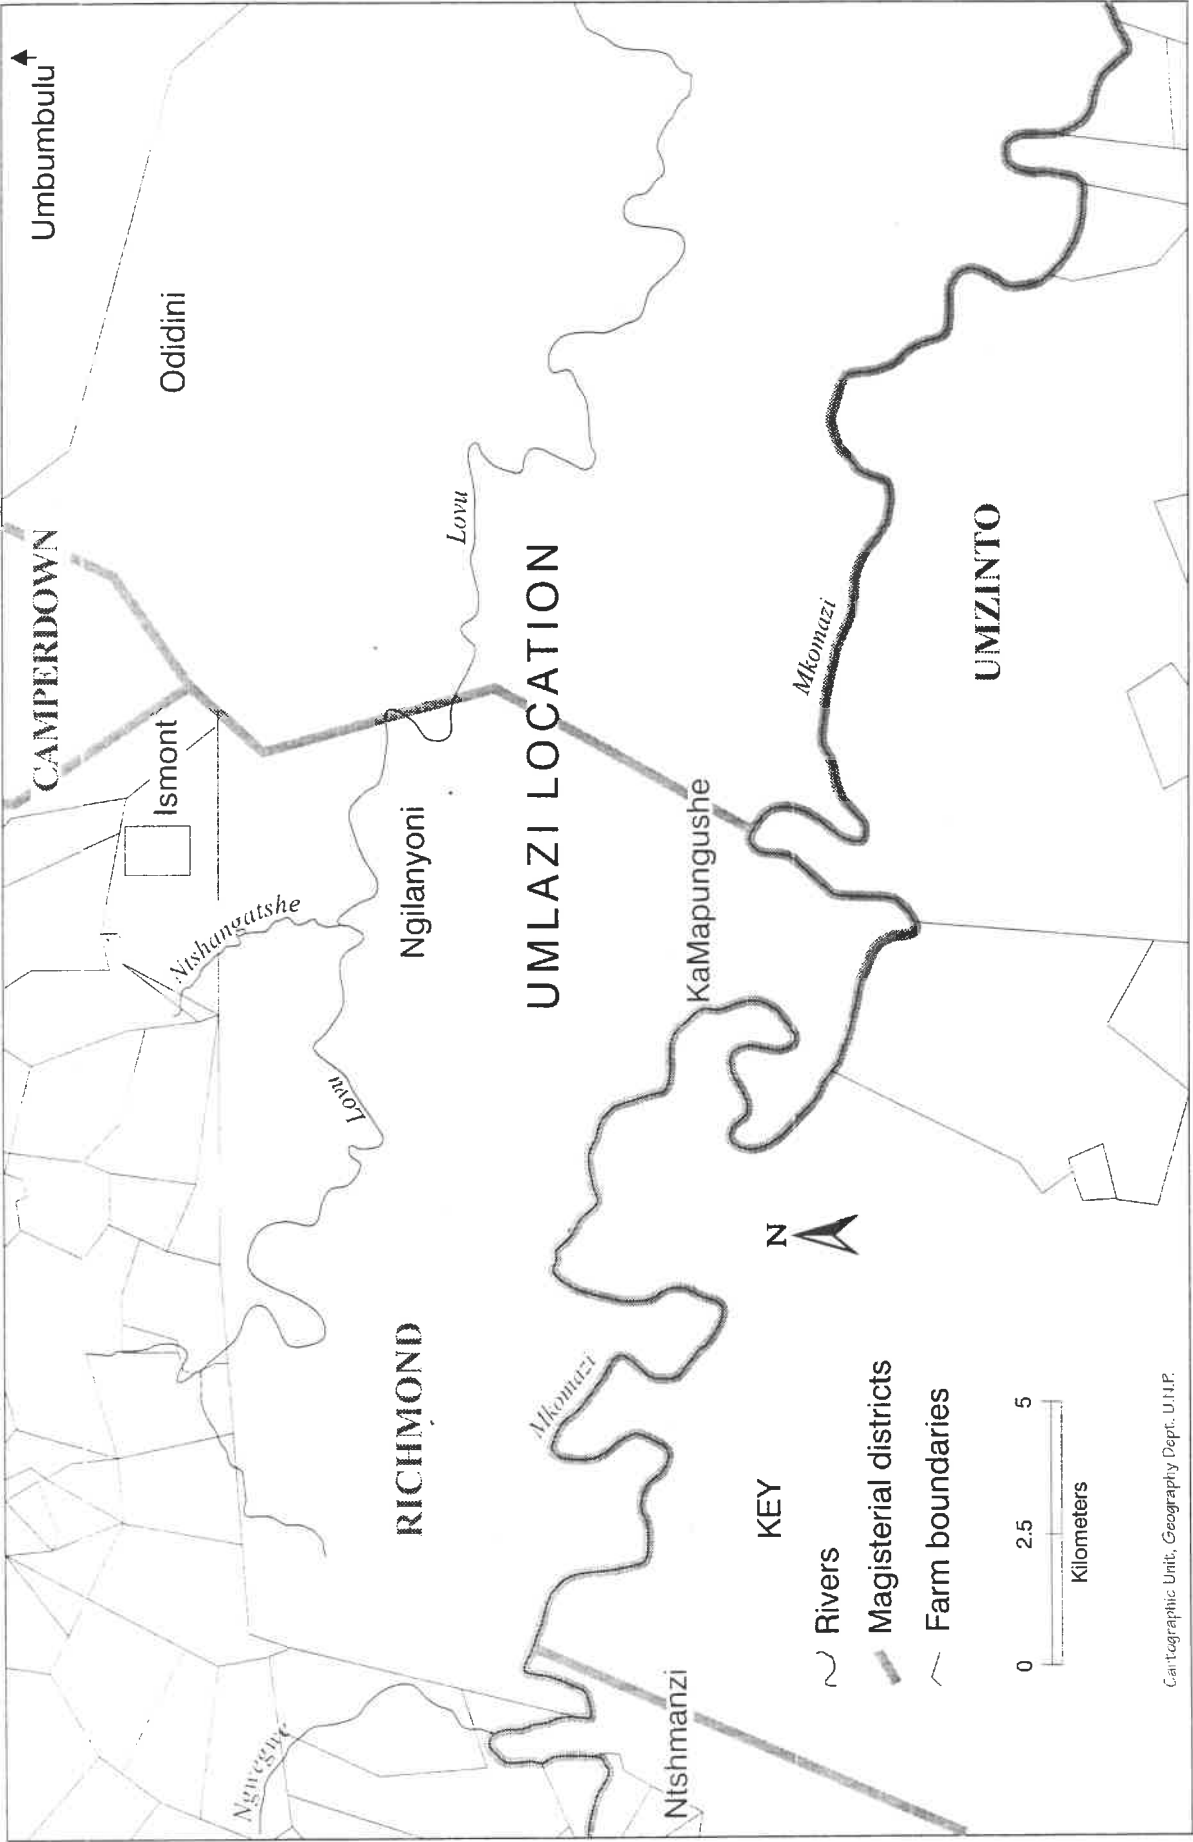 Umbumbulu
CAMPERDOWN
Odidini
Ismont
Ntshangatshe
Ngwegwe
Lovu
Lovu
Ngilanyoni
RICHMOND
UMLAZI LOCATION
Mkomazi
KaMapungushe
Ntshmanzi
Mkomazi
UMZINTO
N
KEY
Rivers
Magisterial districts
Farm boundaries
0 2.5 5
Kilometers
Cartographic Unit, Geography Dept. U.N.P.